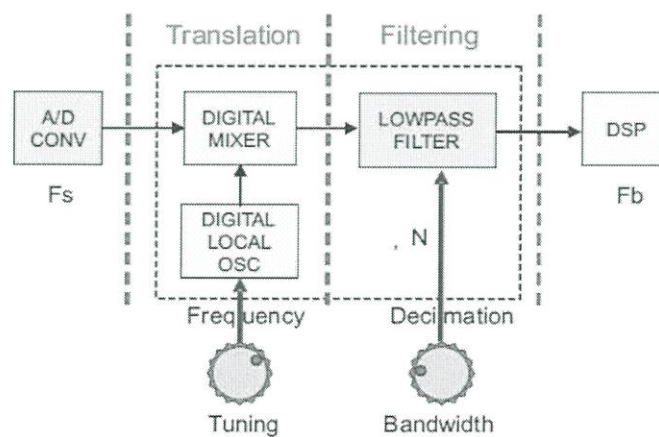 Translation
Filtering
A/D
CONV
DIGITAL
MIXER
LOWPASS
FILTER
DSP
Fs
Fb
DIGITAL
LOCAL
OSC
, N
Frequency
Decimation
Tuning
Bandwidth